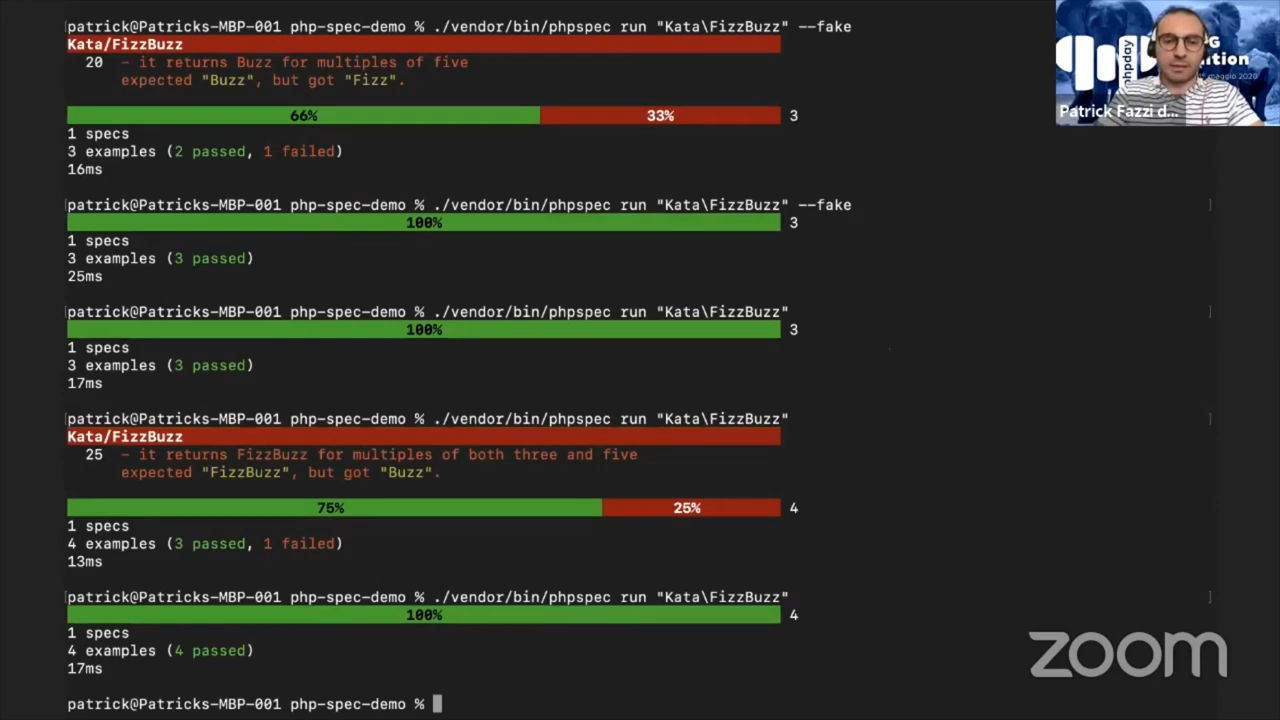 patrick@Patricks-MBP-001 php-spec-demo % ./vendor/bin/phpspec run "Kata\FizzBuzz" --fake
Kata/FizzBuzz
20 - it returns Buzz for multiples of five
expected "Buzz", but got "Fizz".
66% 33% 3
1 specs
3 examples (2 passed, 1 failed)
16ms
[patrick@Patricks-MBP-001 php-spec-demo % ./vendor/bin/phpspec run "Kata\FizzBuzz" --fake ]
100% 3
1 specs
3 examples (3 passed)
25ms
[patrick@Patricks-MBP-001 php-spec-demo % ./vendor/bin/phpspec run "Kata\FizzBuzz" ]
100% 3
1 specs
3 examples (3 passed)
17ms
[patrick@Patricks-MBP-001 php-spec-demo % ./vendor/bin/phpspec run "Kata\FizzBuzz" ]
Kata/FizzBuzz
25 - it returns FizzBuzz for multiples of both three and five
expected "FizzBuzz", but got "Buzz".
75% 25% 4
1 specs
4 examples (3 passed, 1 failed)
13ms
[patrick@Patricks-MBP-001 php-spec-demo % ./vendor/bin/phpspec run "Kata\FizzBuzz" ]
100% 4
1 specs
4 examples (4 passed)
17ms
patrick@Patricks-MBP-001 php-spec-demo %
phpday
maggio 2020
Patrick Fazzi d...
zoom